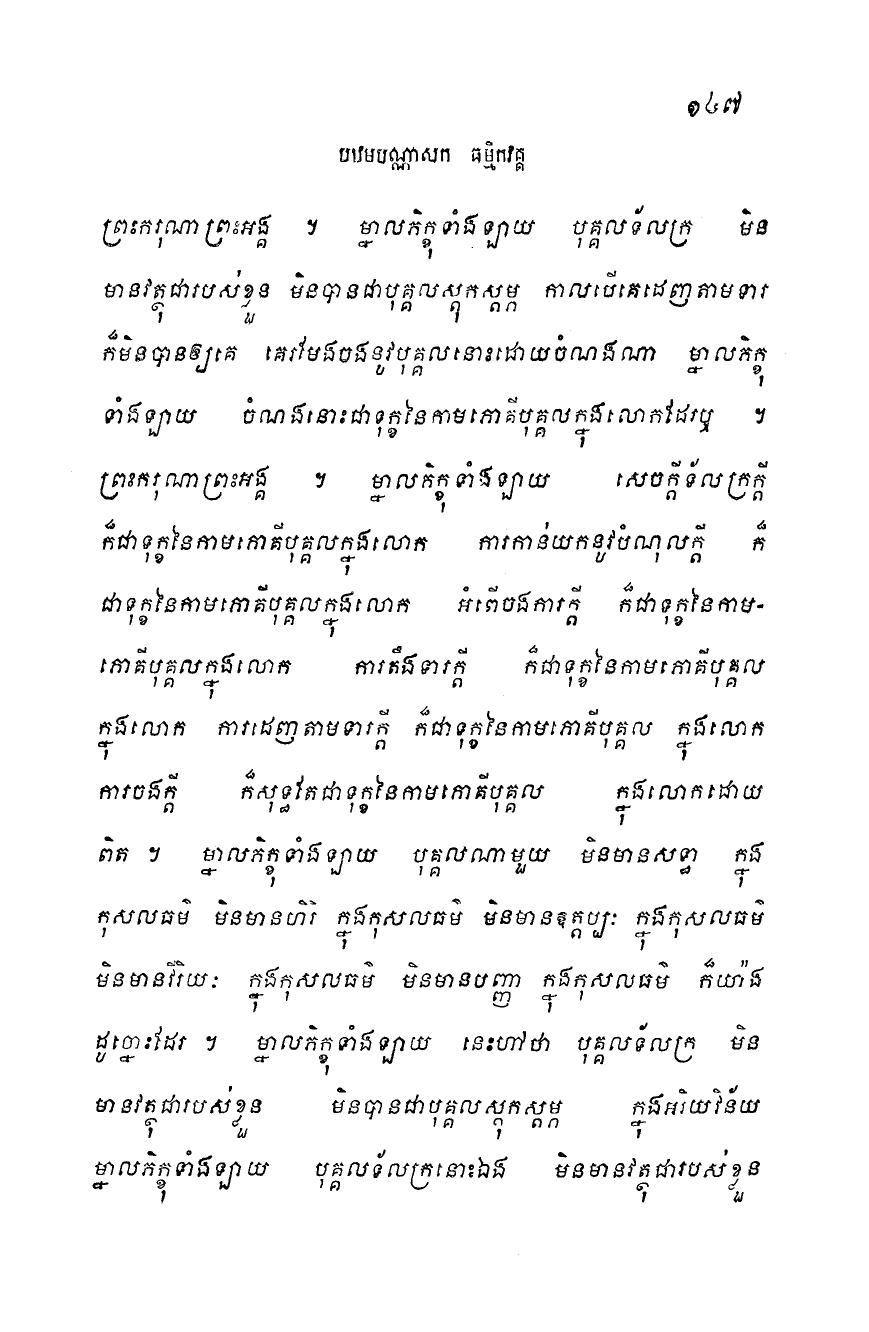 ១៤៧
បឋមបណ្ណាសក ធម្មិកវគ្គ
ព្រះករុណាព្រះអង្គ ។ ម្នាលភិក្ខុទាំងឡាយ បុគ្គលទ័លក្រ មិន
មានវត្ថុជារបស់ខ្លួន មិនបានជាបុគ្គលស្តុកស្តម្ភ កាលបើគេដេញតាមទារ
ក៏មិនបានឲ្យគេ គេរមែងចងនូវបុគ្គលនោះដោយចំណងណា ម្នាលភិក្ខុ
ទាំងឡាយ ចំណងនោះជាទុក្ខនៃកាមភោគីបុគ្គលក្នុងលោកដែរឬ ។
ព្រះករុណាព្រះអង្គ ។ ម្នាលភិក្ខុទាំងឡាយ សេចក្តីទ័លក្រក្តី
ក៏ជាទុក្ខនៃកាមភោគីបុគ្គលក្នុងលោក ការកាន់យកនូវបំណុលក្តី ក៏
ជាទុក្ខនៃកាមភោគីបុគ្គលក្នុងលោក អំពើចងការក្តី ក៏ជាទុក្ខនៃកាម-
ភោគីបុគ្គលក្នុងលោក ការតឹងទារក្តី ក៏ជាទុក្ខនៃកាមភោគីបុគ្គល
ក្នុងលោក ការដេញតាមទារក្តី ក៏ជាទុក្ខនៃកាមភោគីបុគ្គល ក្នុងលោក
ការចងក្តី ក៏សុទ្ធតែជាទុក្ខនៃកាមភោគីបុគ្គល ក្នុងលោកដោយ
ពិត ។ ម្នាលភិក្ខុទាំងឡាយ បុគ្គលណាមួយ មិនមានសទ្ធា ក្នុង
កុសលធម៌ មិនមានហិរិ ក្នុងកុសលធម៌ មិនមានឧត្តប្បៈ ក្នុងកុសលធម៌
មិនមានវីរិយៈ ក្នុងកុសលធម៌ មិនមានបញ្ញា ក្នុងកុសលធម៌ ក៏យ៉ាង
ដូច្នោះដែរ ។ ម្នាលភិក្ខុទាំងឡាយ នេះហៅថា បុគ្គលទ័លក្រ មិន
មានវត្ថុជារបស់ខ្លួន មិនបានជាបុគ្គលស្តុកស្តម្ភ ក្នុងអរិយវិន័យ
ម្នាលភិក្ខុទាំងឡាយ បុគ្គលទ័លក្រនោះឯង មិនមានវត្ថុជារបស់ខ្លួន